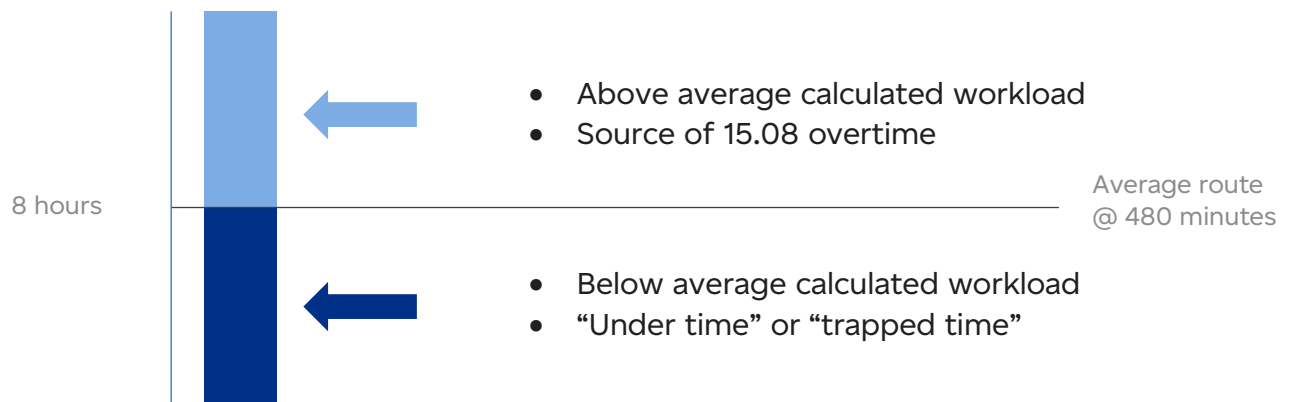 • Above average calculated workload
• Source of 15.08 overtime
8 hours
Average route
@ 480 minutes
• Below average calculated workload
• “Under time” or “trapped time”